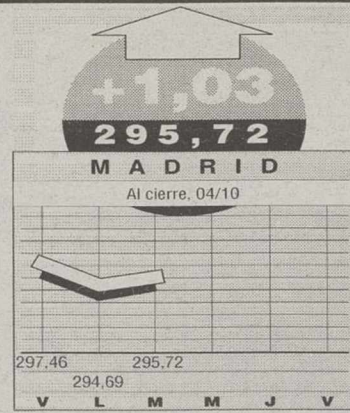 +1,03
295,72
MADRID
Al cierre, 04/10
297,46 295,72
294,69
V L M M J V